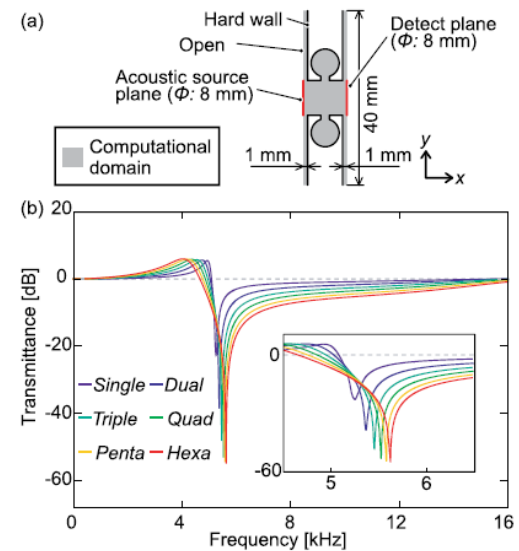 (a)
Hard wall
Open
Detect plane
(Φ: 8 mm)
Acoustic source
plane (Φ: 8 mm)
40 mm
Computational
domain
1 mm
1 mm
y
x
(b)
20
0
-20
-40
-60
Transmittance [dB]
Single
Dual
Triple
Quad
Penta
Hexa
0
-60
5
6
0
4
8
12
16
Frequency [kHz]